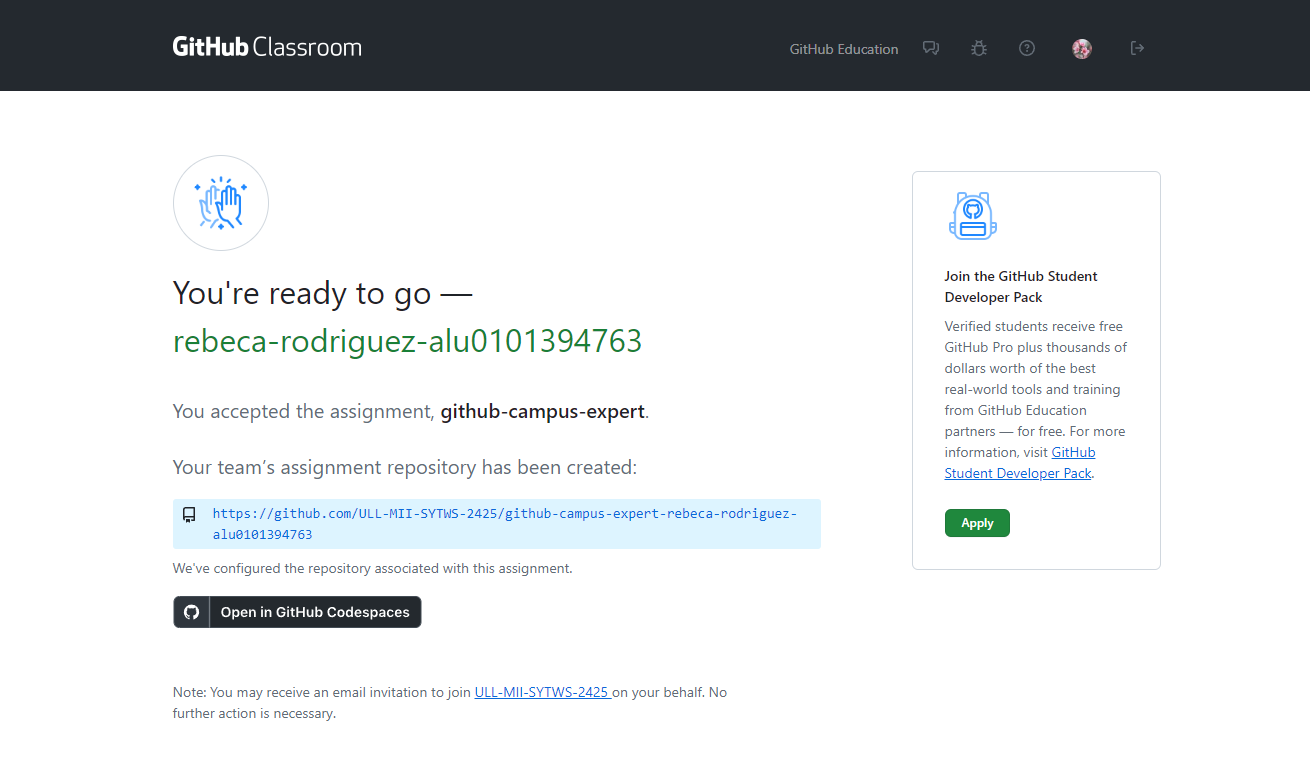 GitHub Classroom
GitHub Education
You're ready to go —
rebeca-rodriguez-alu0101394763
You accepted the assignment, github-campus-expert.
Your team’s assignment repository has been created:
https://github.com/ULL-MII-SYTWS-2425/github-campus-expert-rebeca-rodriguez-
alu0101394763
We've configured the repository associated with this assignment.
Open in GitHub Codespaces
Note: You may receive an email invitation to join ULL-MII-SYTWS-2425 on your behalf. No
further action is necessary.
Join the GitHub Student
Developer Pack
Verified students receive free
GitHub Pro plus thousands of
dollars worth of the best
real-world tools and training
from GitHub Education
partners — for free. For more
information, visit GitHub
Student Developer Pack.
Apply